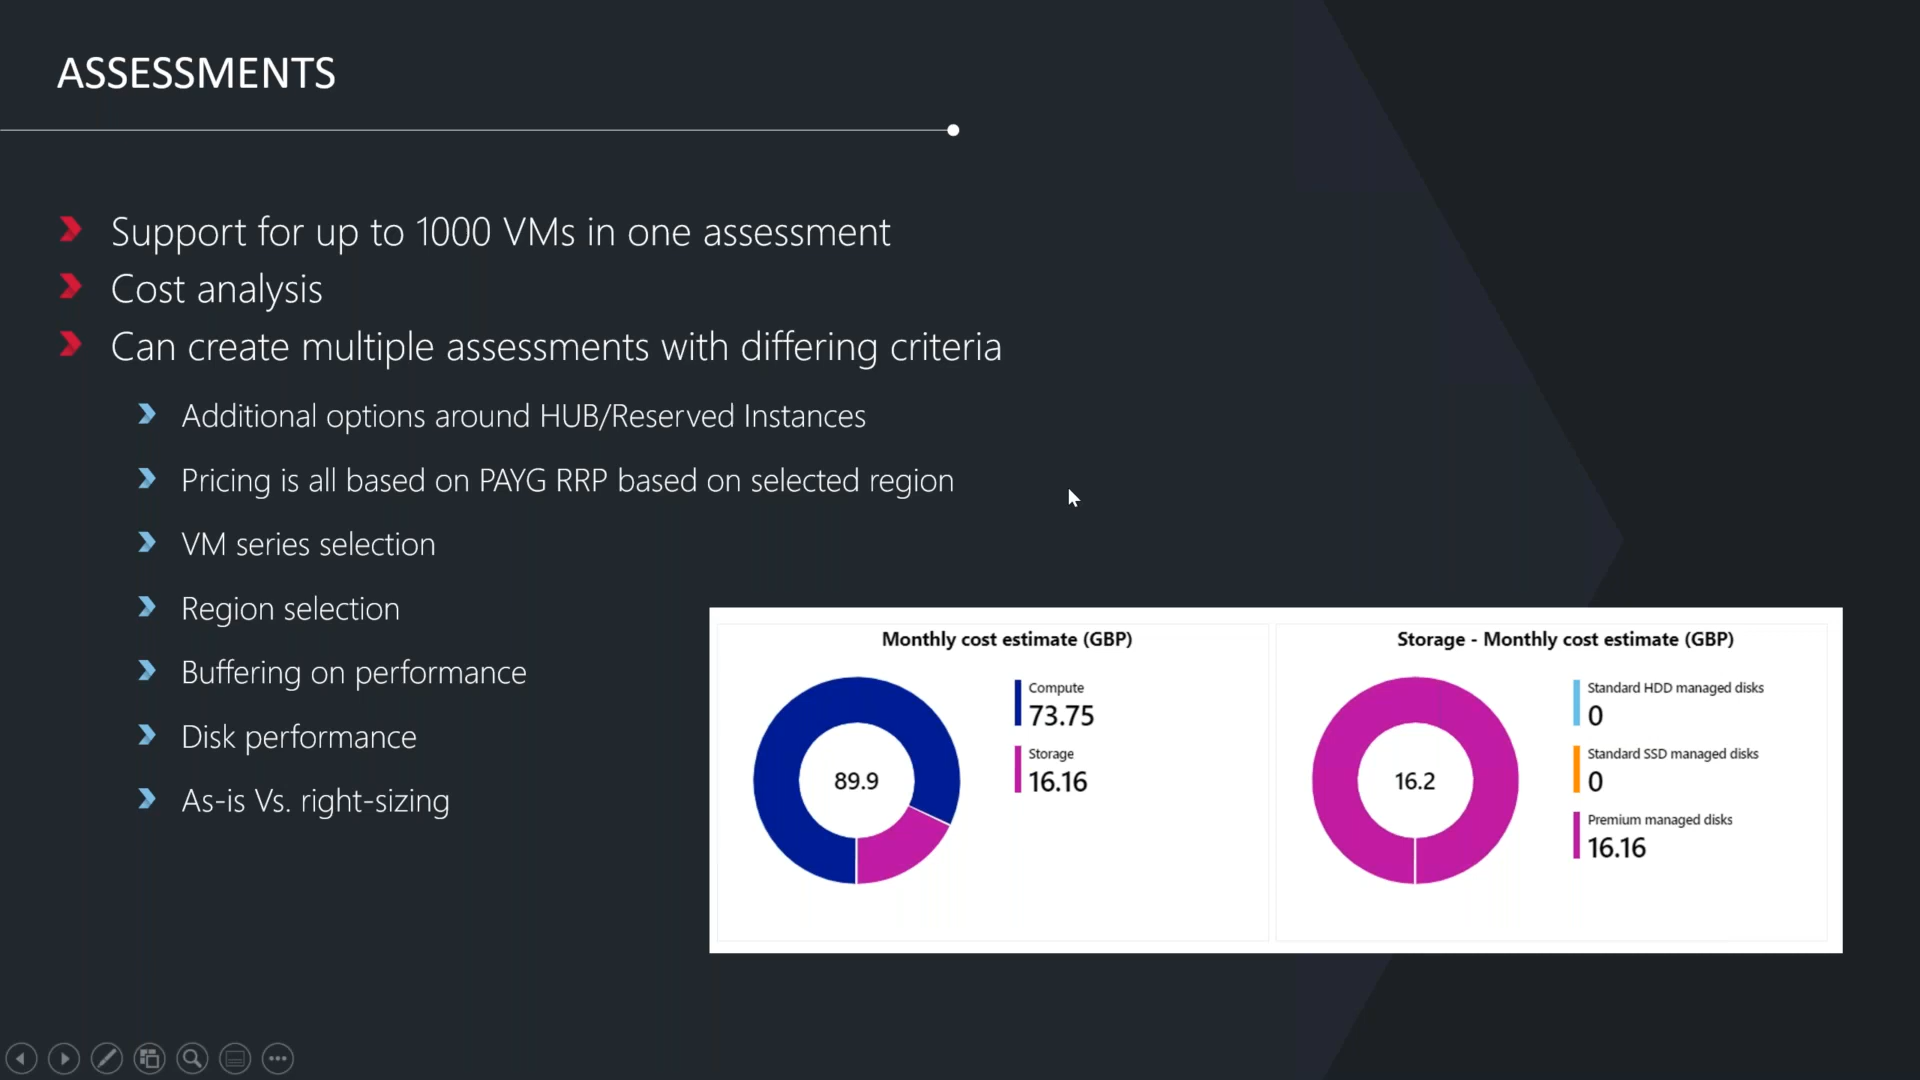 ASSESSMENTS
Support for up to 1000 VMs in one assessment
Cost analysis
Can create multiple assessments with differing criteria
Additional options around HUB/Reserved Instances
Pricing is all based on PAYG RRP based on selected region
VM series selection
Region selection
Buffering on performance
Disk performance
As-is Vs. right-sizing
Monthly cost estimate (GBP)
89.9
Compute
73.75
Storage
16.16
Storage - Monthly cost estimate (GBP)
16.2
Standard HDD managed disks
0
Standard SSD managed disks
0
Premium managed disks
16.16